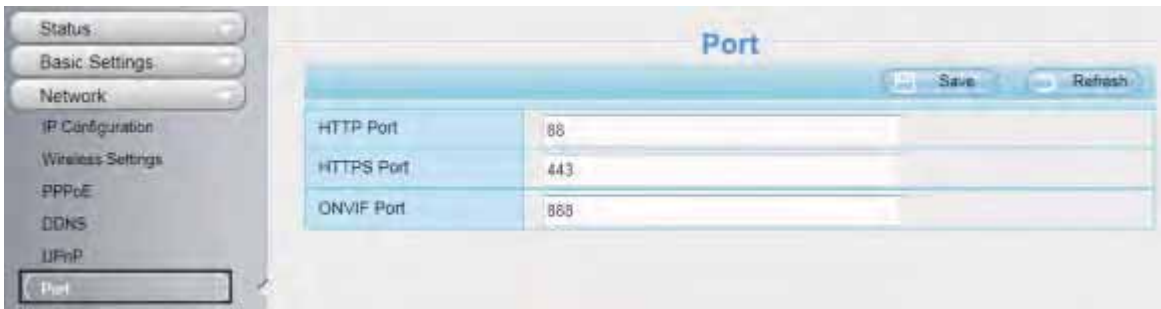 Status
Basic Settings
Network
IP Configuration
Wireless Settings
PPPoE
DDNS
UPnP
Port
Port
Save Refresh
HTTP Port 88
HTTPS Port 443
ONVIF Port 888